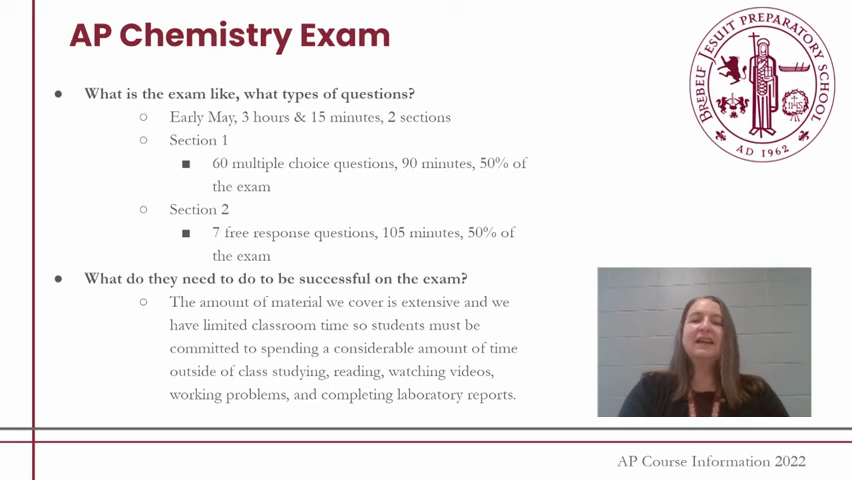 AP Chemistry Exam
BREBEUF JESUIT PREPARATORY SCHOOL
IHS
AD 1962
● What is the exam like, what types of questions?
○ Early May, 3 hours & 15 minutes, 2 sections
○ Section 1
■ 60 multiple choice questions, 90 minutes, 50% of
the exam
○ Section 2
■ 7 free response questions, 105 minutes, 50% of
the exam
● What do they need to do to be successful on the exam?
○ The amount of material we cover is extensive and we
have limited classroom time so students must be
committed to spending a considerable amount of time
outside of class studying, reading, watching videos,
working problems, and completing laboratory reports.
AP Course Information 2022